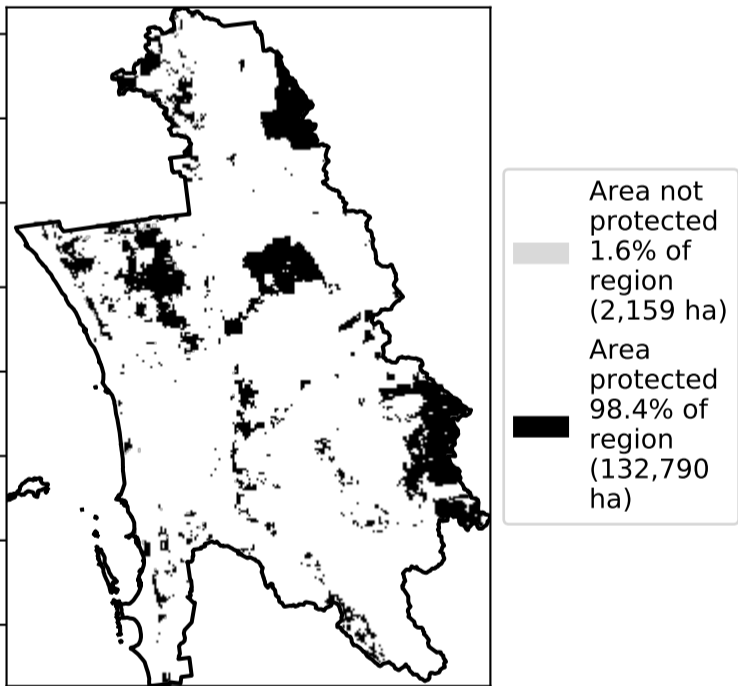 Area not
protected
1.6% of
region
(2,159 ha)
Area
protected
98.4% of
region
(132,790
ha)